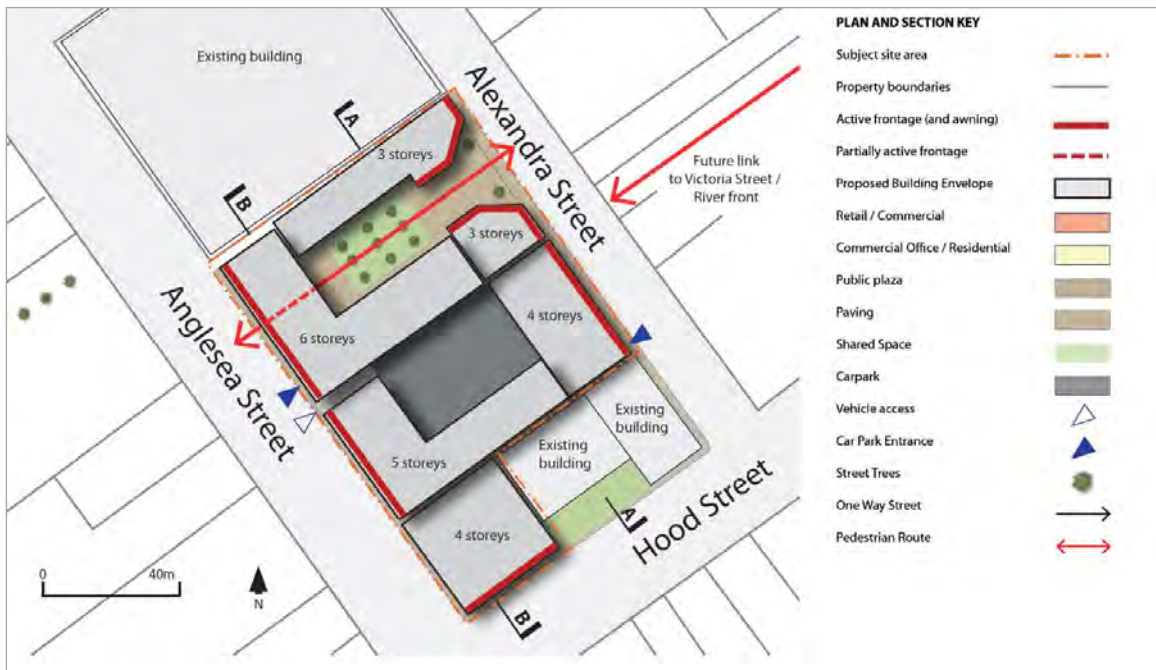 Existing building
Alexandra Street
A
3 storeys
B
Future link
to Victoria Street /
River front
3 storeys
4 storeys
6 storeys
Anglesea Street
5 storeys
Existing
building
Existing
building
4 storeys
A
Hood Street
B
0
40m
N
PLAN AND SECTION KEY
Subject site area
Property boundaries
Active frontage (and awning)
Partially active frontage
Proposed Building Envelope
Retail / Commercial
Commercial Office / Residential
Public plaza
Paving
Shared Space
Carpark
Vehicle access
Car Park Entrance
Street Trees
One Way Street
Pedestrian Route